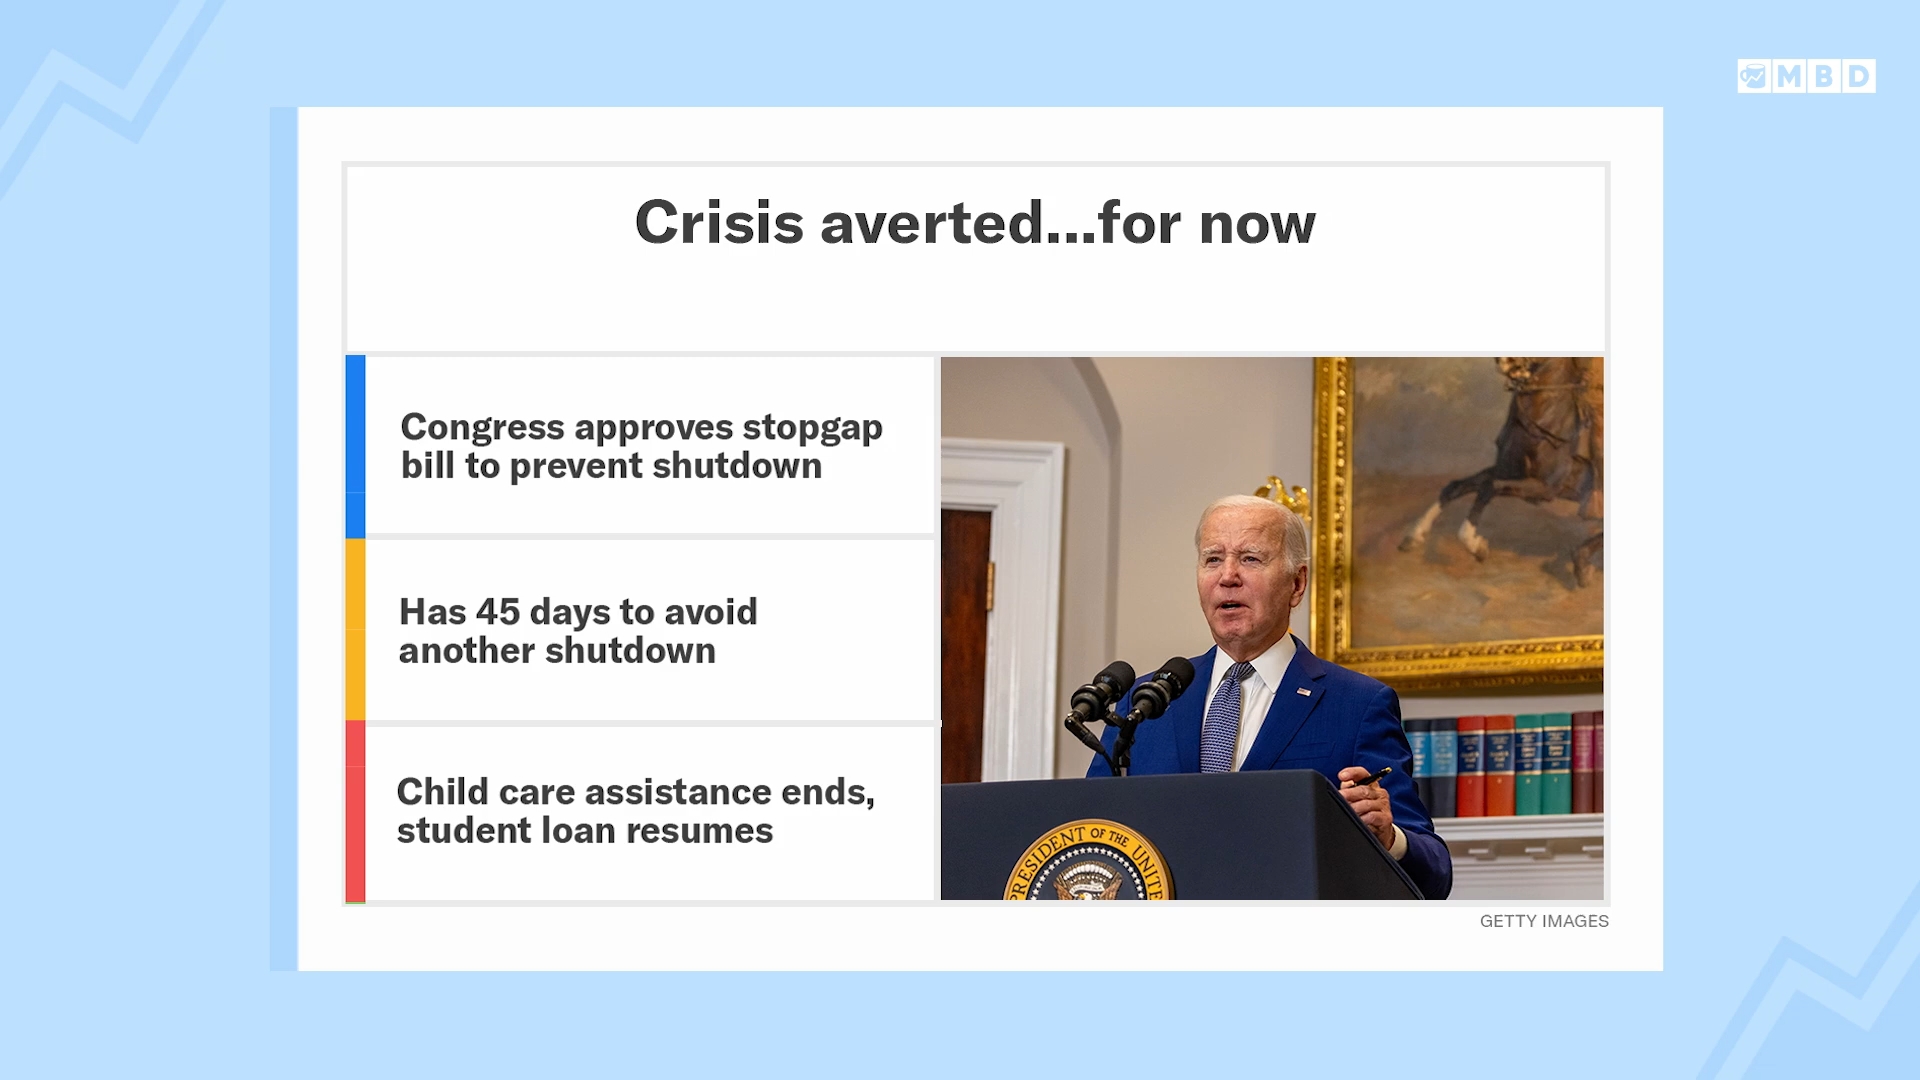 MBD
Crisis averted...for now
Congress approves stopgap
bill to prevent shutdown
Has 45 days to avoid
another shutdown
Child care assistance ends,
student loan resumes
PRESIDENT OF THE UNITE
GETTY IMAGES